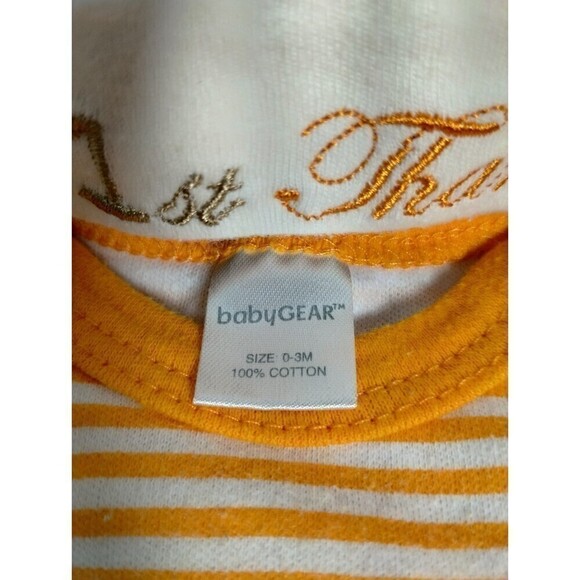 1st Tha
babyGEAR™
SIZE 0-3M
100% COTTON